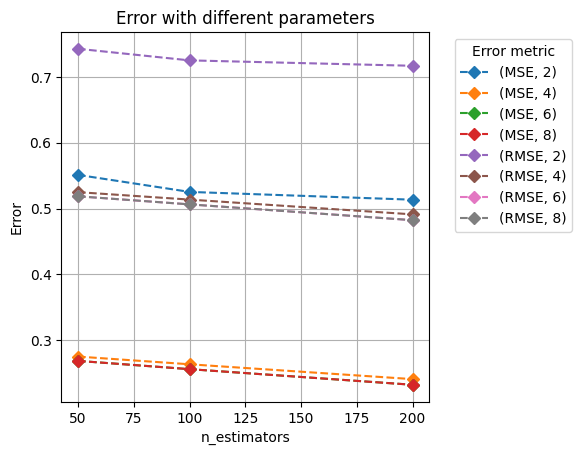 Error with different parameters
Error
0.7
0.6
0.5
0.4
0.3
50
75
100
125
150
175
200
n_estimators
Error metric
(MSE, 2)
(MSE, 4)
(MSE, 6)
(MSE, 8)
(RMSE, 2)
(RMSE, 4)
(RMSE, 6)
(RMSE, 8)